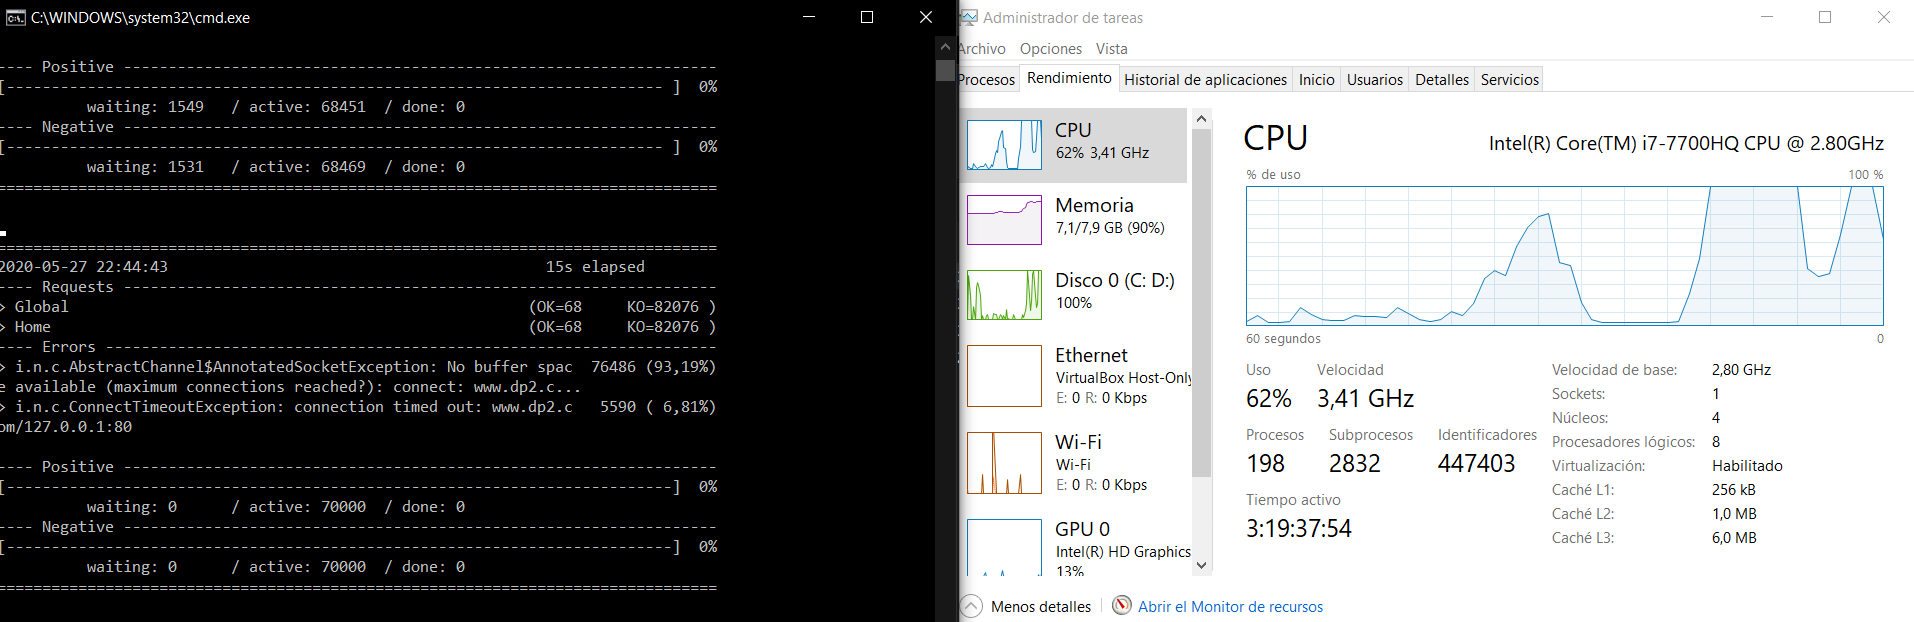 C:\WINDOWS\system32\cmd.exe
---- Positive ------------------------------------------------------------------
[------------------------------------------------------------------------- ]  0%
waiting: 1549   / active: 68451  / done: 0
---- Negative ------------------------------------------------------------------
[------------------------------------------------------------------------- ]  0%
waiting: 1531   / active: 68469  / done: 0
================================================================================
================================================================================
2020-05-27 22:44:43                                          15s elapsed
---- Requests ------------------------------------------------------------------
> Global                                                   (OK=68     KO=82076 )
> Home                                                     (OK=68     KO=82076 )
---- Errors --------------------------------------------------------------------
> i.n.c.AbstractChannel$AnnotatedSocketException: No buffer spac  76486 (93,19%)
e available (maximum connections reached?): connect: www.dp2.c...
> i.n.c.ConnectTimeoutException: connection timed out: www.dp2.c   5590 ( 6,81%)
om/127.0.0.1:80
---- Positive ------------------------------------------------------------------
[--------------------------------------------------------------------------]  0%
waiting: 0      / active: 70000  / done: 0
---- Negative ------------------------------------------------------------------
[--------------------------------------------------------------------------]  0%
waiting: 0      / active: 70000  / done: 0
================================================================================
Administrador de tareas
Archivo Opciones Vista
Procesos Rendimiento Historial de aplicaciones Inicio Usuarios Detalles Servicios
CPU
62% 3,41 GHz
Memoria
7,1/7,9 GB (90%)
Disco 0 (C: D:)
100%
Ethernet
VirtualBox Host-Only
E: 0 R: 0 Kbps
Wi-Fi
Wi-Fi
E: 0 R: 0 Kbps
GPU 0
Intel(R) HD Graphics
13%
CPU
Intel(R) Core(TM) i7-7700HQ CPU @ 2.80GHz
% de uso 100 %
60 segundos 0
Uso Velocidad
62% 3,41 GHz
Procesos Subprocesos Identificadores
198 2832 447403
Tiempo activo
3:19:37:54
Velocidad de base: 2,80 GHz
Sockets: 1
Núcleos: 4
Procesadores lógicos: 8
Virtualización: Habilitado
Caché L1: 256 kB
Caché L2: 1,0 MB
Caché L3: 6,0 MB
Menos detalles Abrir el Monitor de recursos